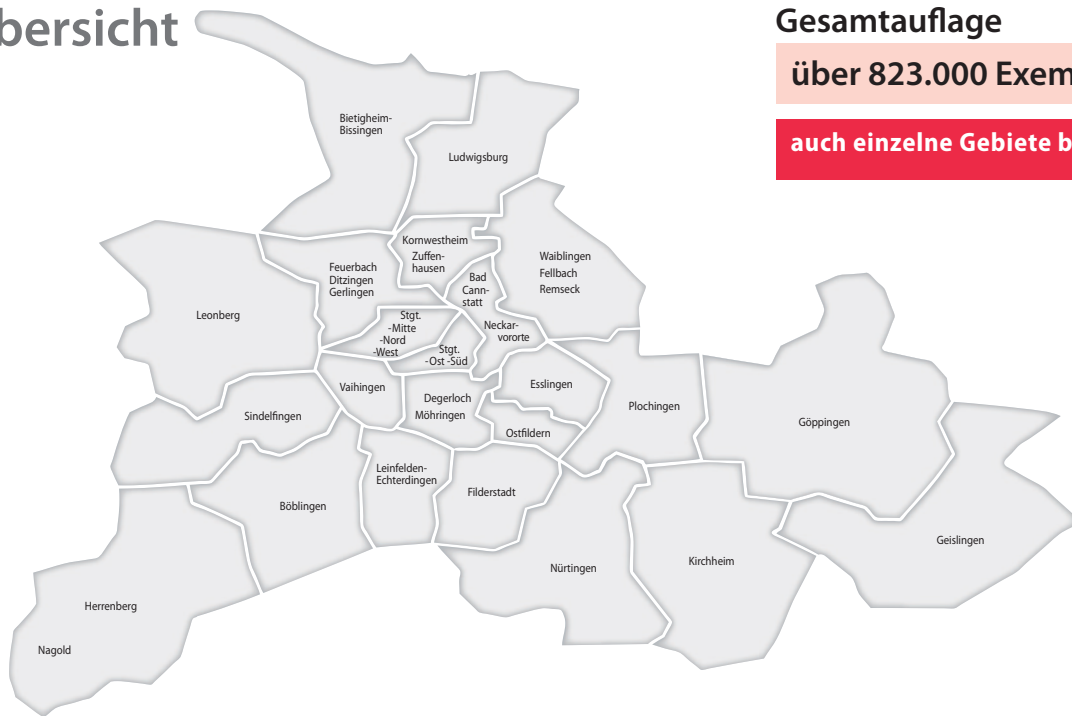 bersicht
Gesamtauflage
über 823.000 Exem
auch einzelne Gebiete b
Bietigheim-
Bissingen
Ludwigsburg
Kornwestheim
Zuffen-
hausen
Waiblingen
Fellbach
Remseck
Feuerbach
Ditzingen
Gerlingen
Bad
Cann-
statt
Leonberg
Stgt.
-Mitte
-Nord
-West
Neckar-
vororte
Stgt.
-Ost -Süd
Vaihingen
Esslingen
Degerloch
Möhringen
Plochingen
Sindelfingen
Göppingen
Ostfildern
Leinfelden-
Echterdingen
Filderstadt
Böblingen
Geislingen
Kirchheim
Nürtingen
Herrenberg
Nagold